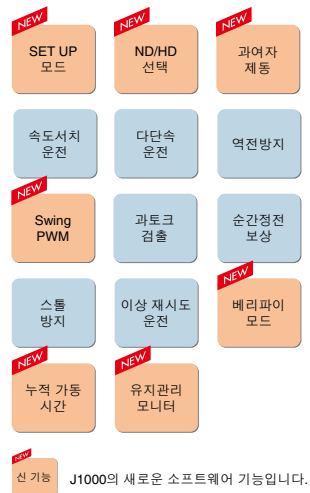 NEW
SET UP
모드
NEW
ND/HD
선택
NEW
과여자
제동
속도서치
운전
다단속
운전
역전방지
NEW
Swing
PWM
과토크
검출
순간정전
보상
스톨
방지
이상 재시도
운전
NEW
베리파이
모드
NEW
누적 가동
시간
NEW
유지관리
모니터
NEW
신 기능
J1000의 새로운 소프트웨어 기능입니다.